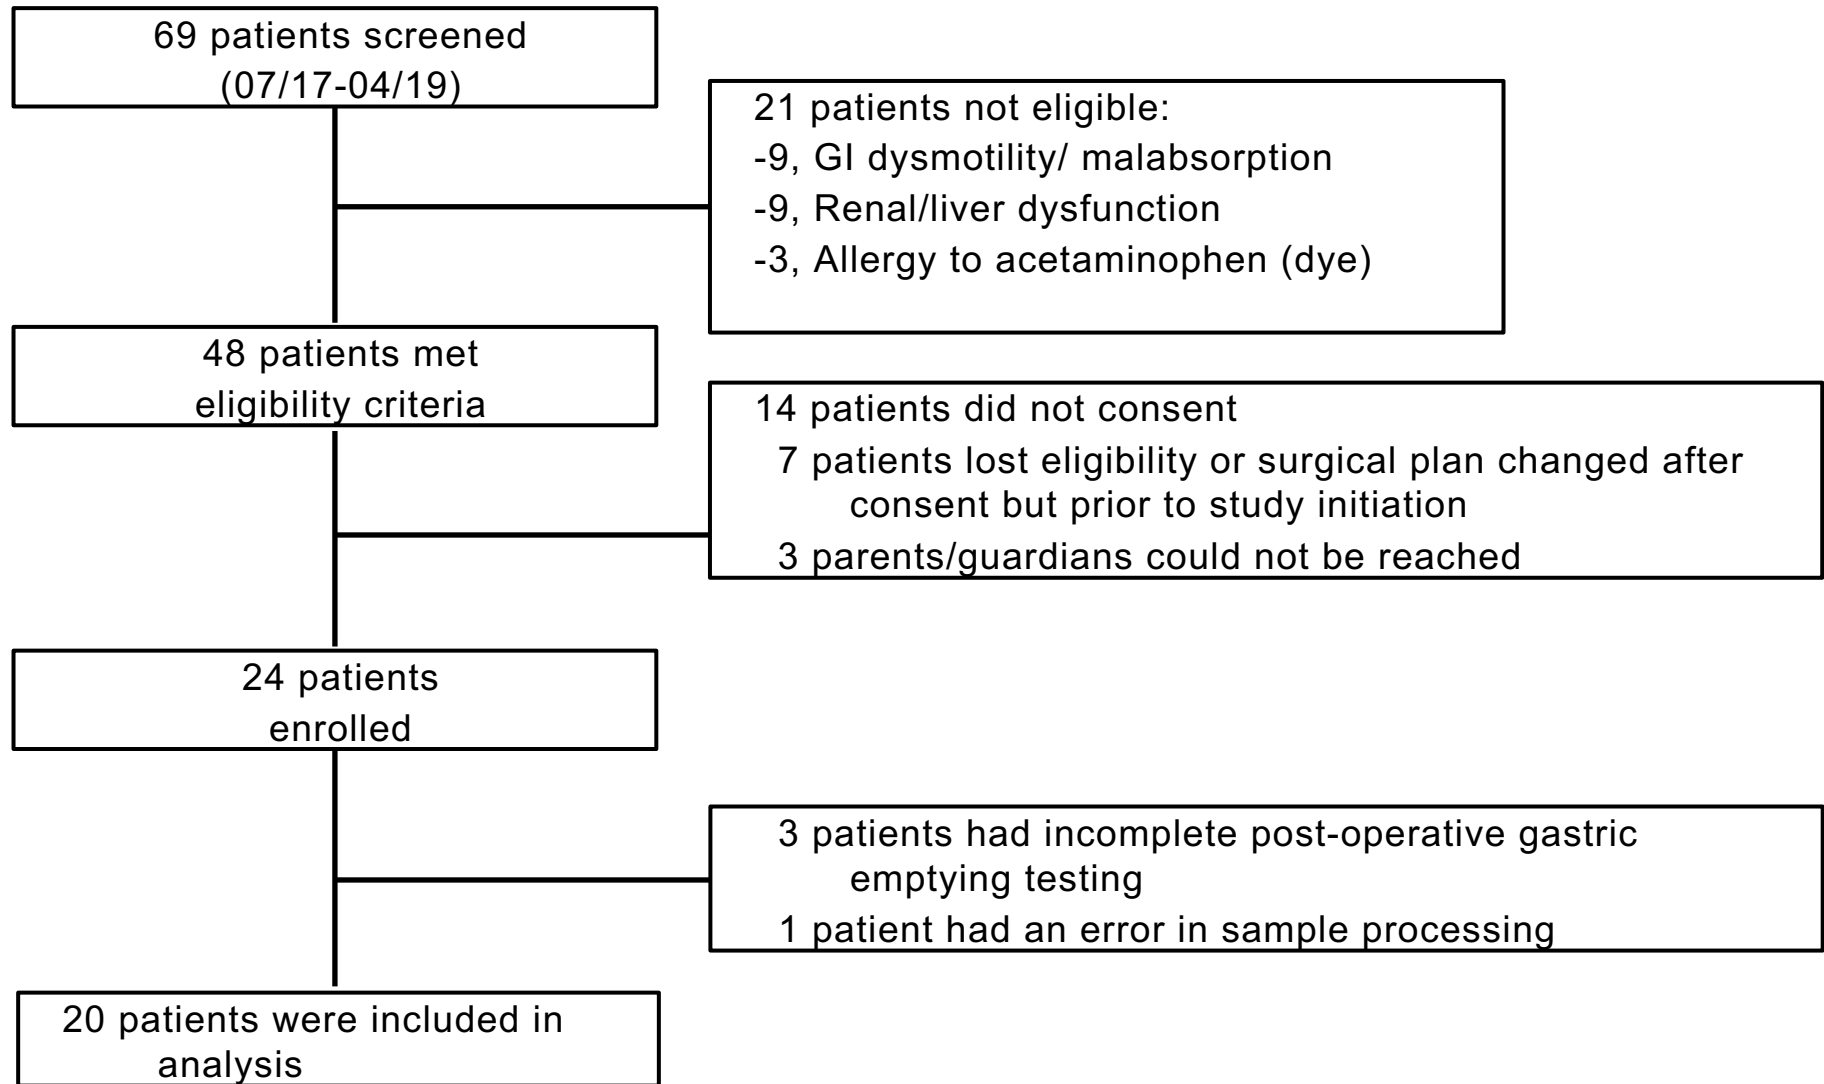 69 patients screened
(07/17-04/19)
21 patients not eligible:
-9, GI dysmotility/ malabsorption
-9, Renal/liver dysfunction
-3, Allergy to acetaminophen (dye)
48 patients met
eligibility criteria
14 patients did not consent
7 patients lost eligibility or surgical plan changed after
consent but prior to study initiation
3 parents/guardians could not be reached
24 patients
enrolled
3 patients had incomplete post-operative gastric
emptying testing
1 patient had an error in sample processing
20 patients were included in
analysis